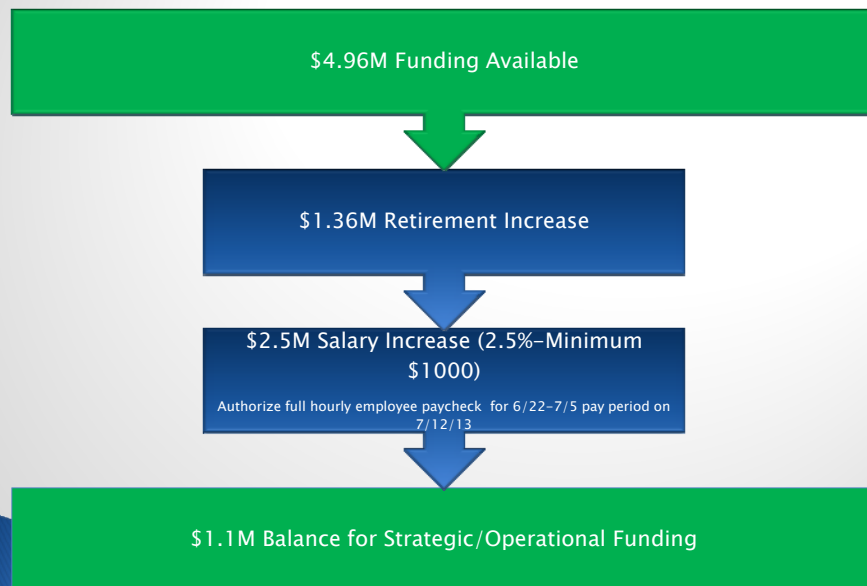 $4.96M Funding Available
$1.36M Retirement Increase
$2.5M Salary Increase (2.5%-Minimum
$1000)
Authorize full hourly employee paycheck for 6/22-7/5 pay period on
7/12/13
$1.1M Balance for Strategic/Operational Funding